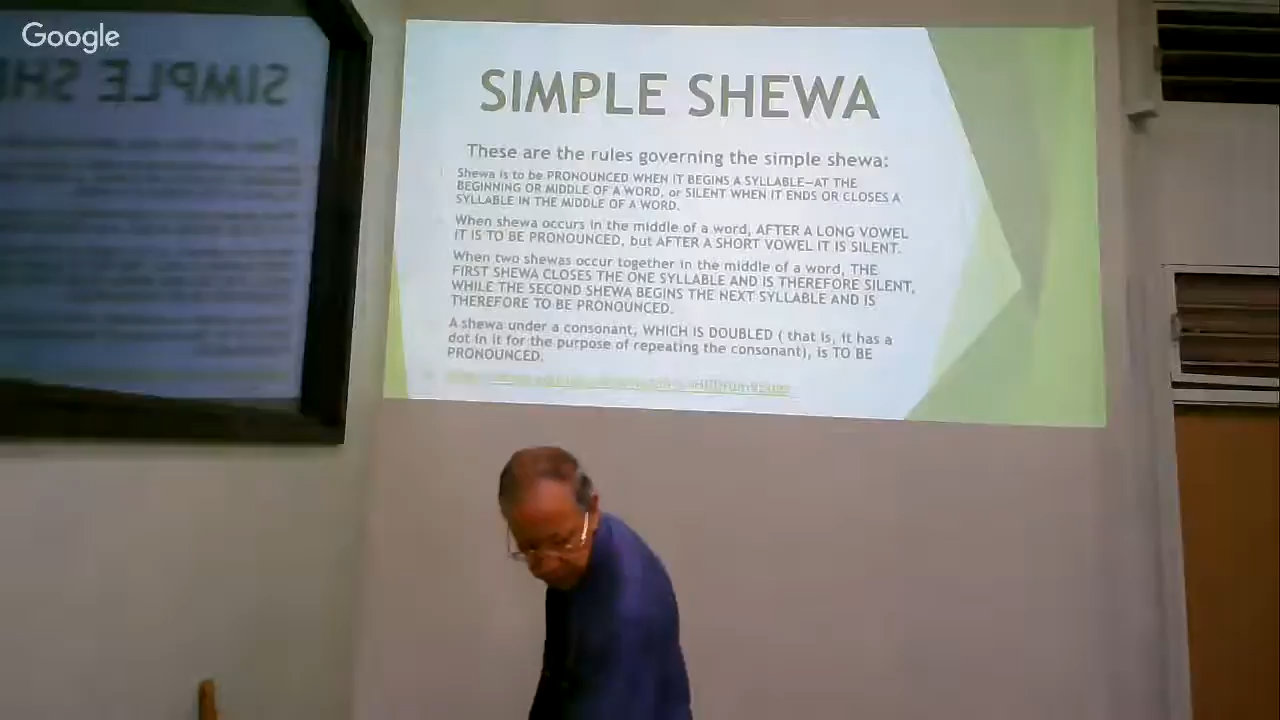 Google
SIMPLE SHEWA
SIMPLE SHE
These are the rules governing the simple shewa:
Shewa is to be PRONOUNCED WHEN IT BEGINS A SYLLABLE—AT THE
BEGINNING OR MIDDLE OF A WORD, or SILENT WHEN IT ENDS OR CLOSES A
SYLLABLE IN THE MIDDLE OF A WORD.
When shewa occurs in the middle of a word, AFTER A LONG VOWEL
IT IS TO BE PRONOUNCED, but AFTER A SHORT VOWEL IT IS SILENT.
When two shewas occur together in the middle of a word, THE
FIRST SHEWA CLOSES THE ONE SYLLABLE AND IS THEREFORE SILENT,
WHILE THE SECOND SHEWA BEGINS THE NEXT SYLLABLE AND IS
THEREFORE TO BE PRONOUNCED.
A shewa under a consonant, WHICH IS DOUBLED ( that is, it has a
dot in it for the purpose of repeating the consonant), is TO BE
PRONOUNCED.